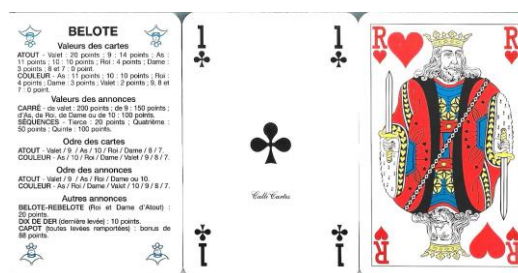 BELOTE
Valeurs des cartes
ATOUT - Valet : 20 points ; 9 : 14 points ; As :
11 points ; 10 : 10 points ; Roi : 4 points ; Dame :
3 points ; 8 et 7 : 0 point.
COULEUR - As : 11 points ; 10 : 10 points ; Roi :
4 points ; Dame : 3 points ; Valet : 2 points ; 9, 8 et
7 : 0 point.
Valeurs des annonces
CARRÉ - de valet : 200 points ; de 9 : 150 points ;
d'As, de Roi, de Dame ou de 10 : 100 points.
SÉQUENCES - Tierce : 20 points ; Quatrième :
50 points ; Quinte : 100 points.
Odre des cartes
ATOUT - Valet / 9 / As / 10 / Roi / Dame / 8 / 7.
COULEUR - As / 10 / Roi / Dame / Valet / 9 / 8 / 7.
Odre des annonces
ATOUT - Valet / 9 / As / Roi / Dame ou 10.
COULEUR - As / Roi / Dame / Valet / 10 / 9 / 8 / 7.
Autres annonces
BELOTE-REBELOTE (Roi et Dame d'Atout) :
20 points.
DIX DE DER (dernière levée) : 10 points.
CAPOT (toutes levées remportées) : bonus de
88 points.
1
1
Collé Cartes
1
1
R
R
R
R